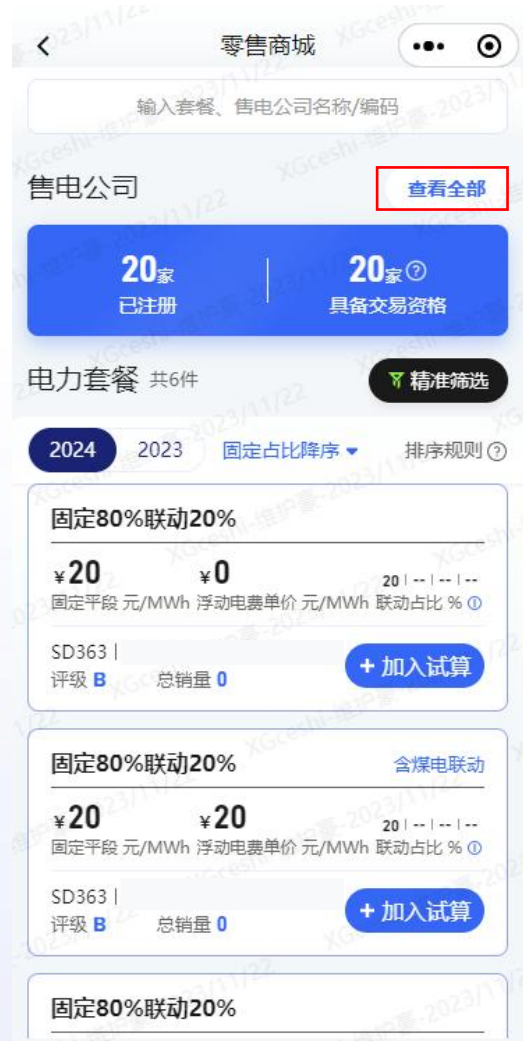 零售商城
输入套餐、售电公司名称/编码
售电公司 查看全部
20家 20家?
已注册 具备交易资格
电力套餐 共6件 精准筛选
2024 2023 固定占比降序 排序规则?
固定80%联动20%
¥20 ¥0 20 | -- | -- | --
固定平段 元/MWh 浮动电费单价 元/MWh 联动占比 %
SD363 |
评级 B 总销量 0 + 加入试算
固定80%联动20% 含煤电联动
¥20 ¥20 20 | -- | -- | --
固定平段 元/MWh 浮动电费单价 元/MWh 联动占比 %
SD363 |
评级 B 总销量 0 + 加入试算
固定80%联动20%